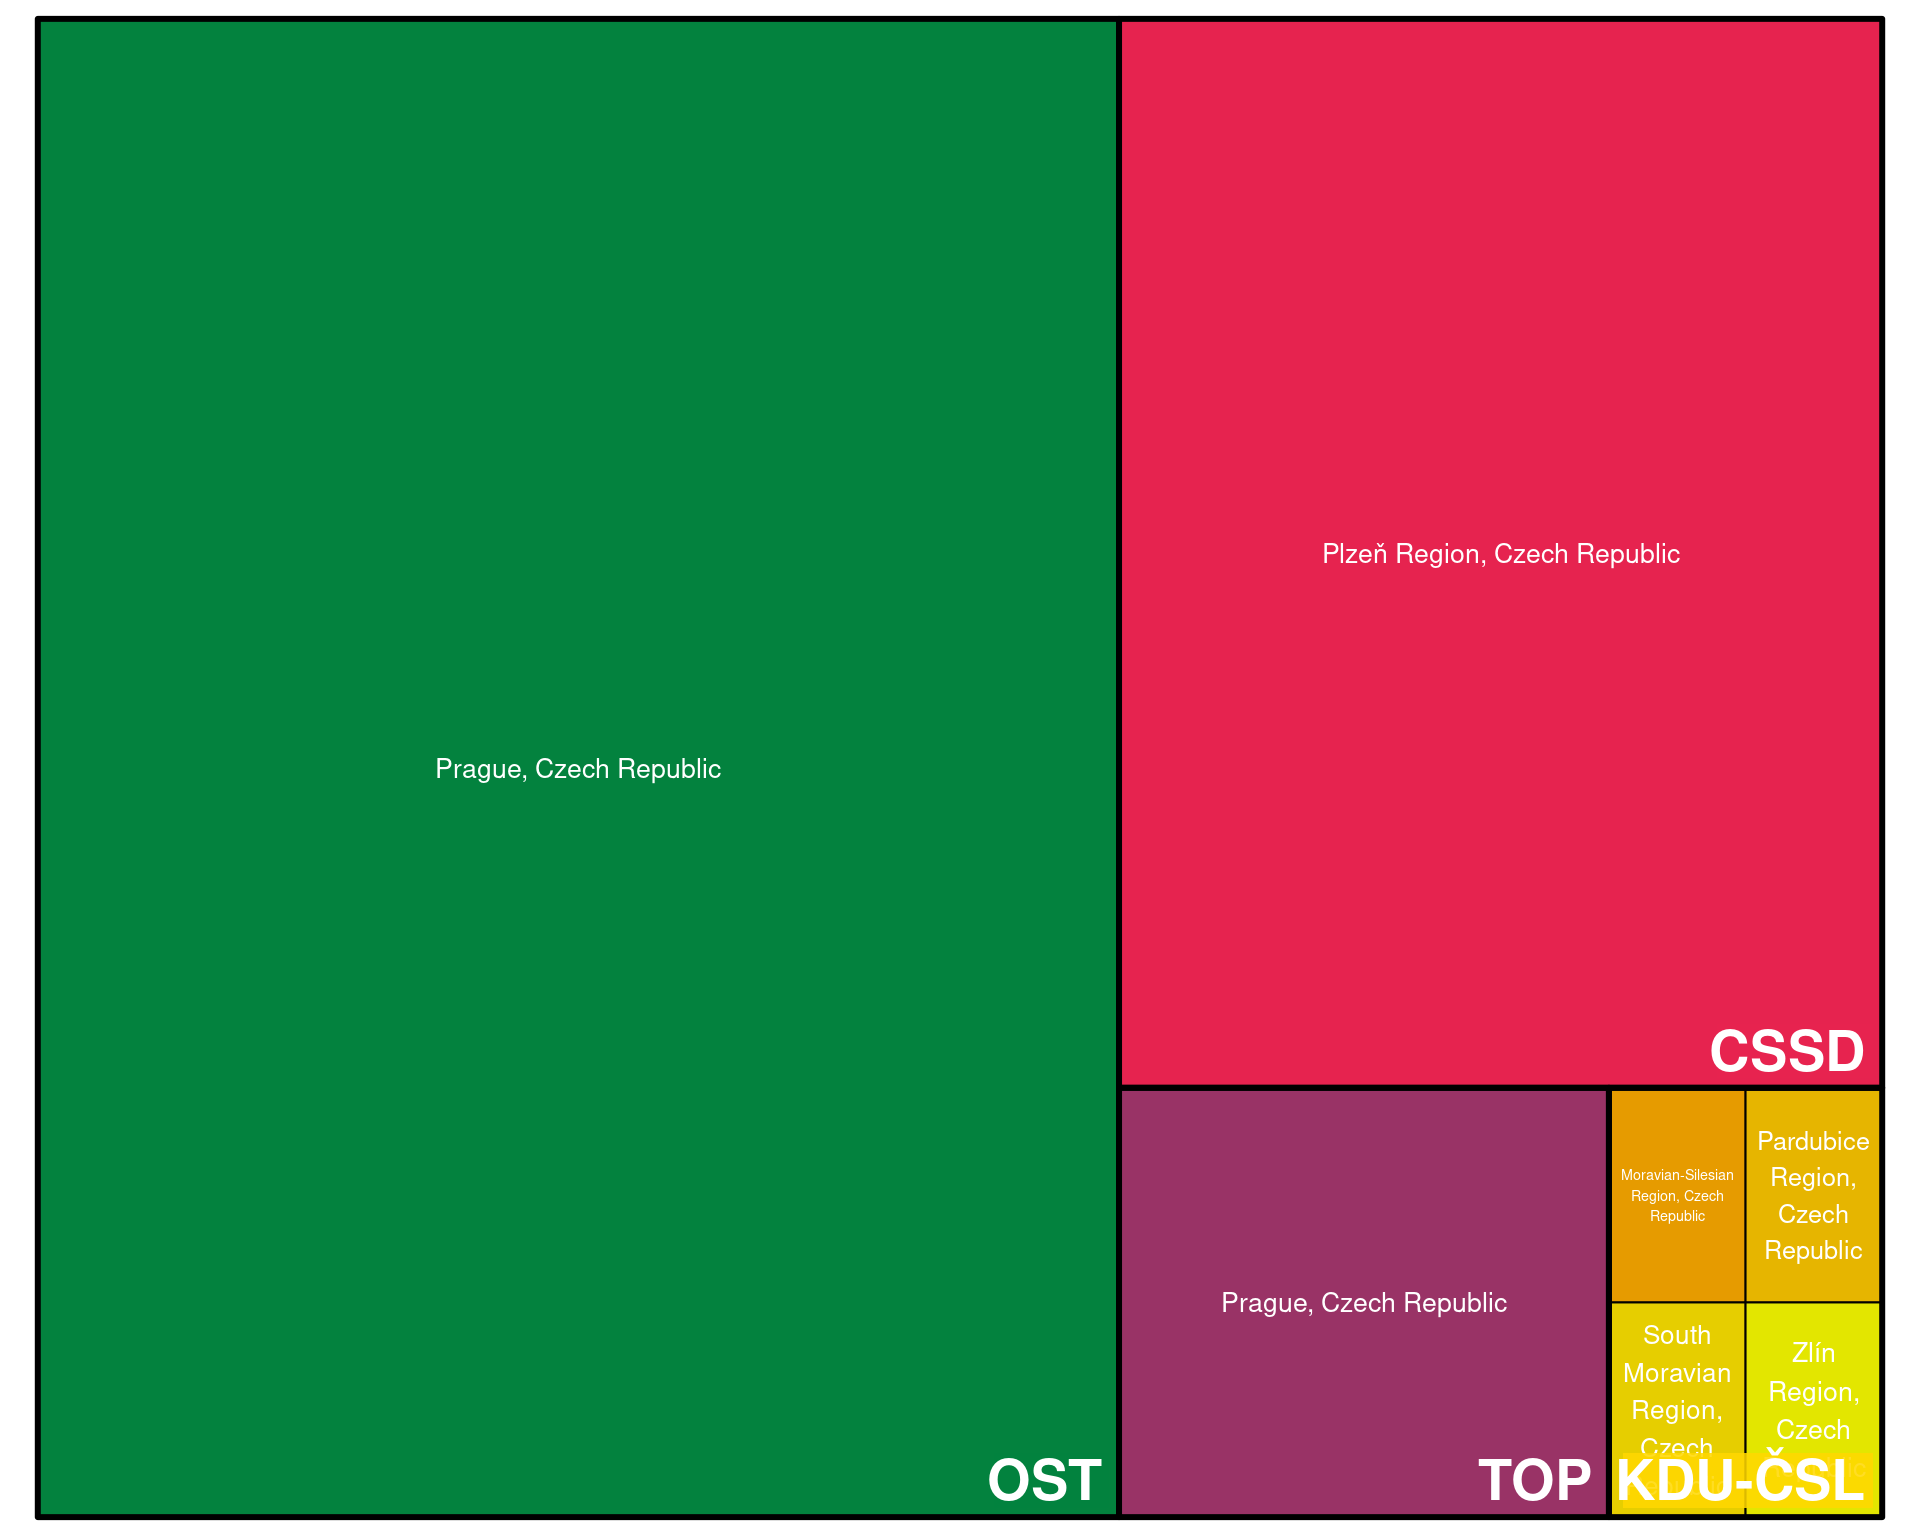 Prague, Czech Republic
OST
Plzeň Region, Czech Republic
CSSD
Prague, Czech Republic
TOP
Moravian-Silesian
Region, Czech
Republic
Pardubice
Region,
Czech
Republic
South
Moravian
Region,
Czech
Zlín
Region,
Czech
KDU-ČSL